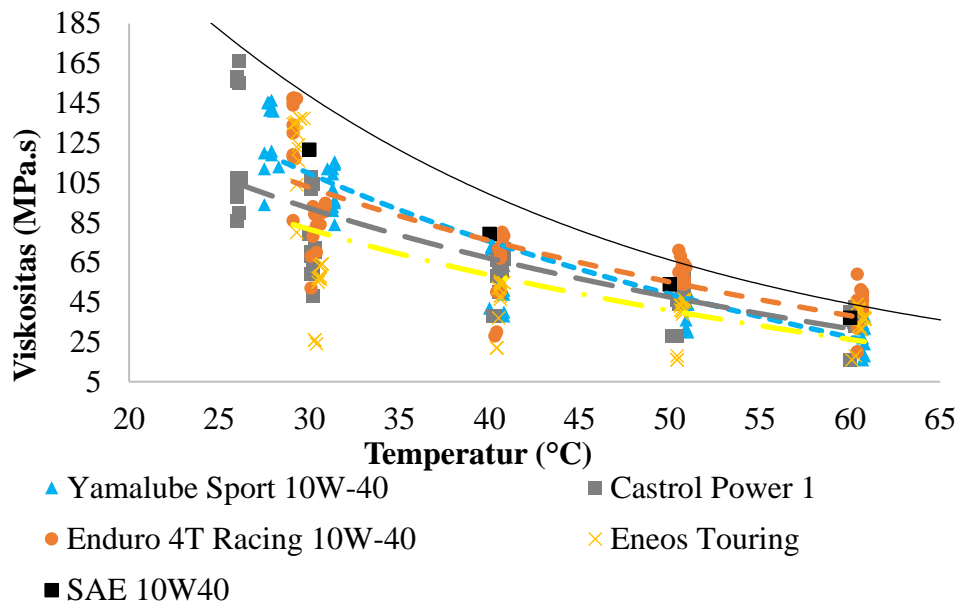 Viskositas (MPa.s)
185
165
145
125
105
85
65
45
25
5
20 25 30 35 40 45 50 55 60 65
Temperatur (°C)
Yamalube Sport 10W-40 Castrol Power 1
Enduro 4T Racing 10W-40 Eneos Touring
SAE 10W40